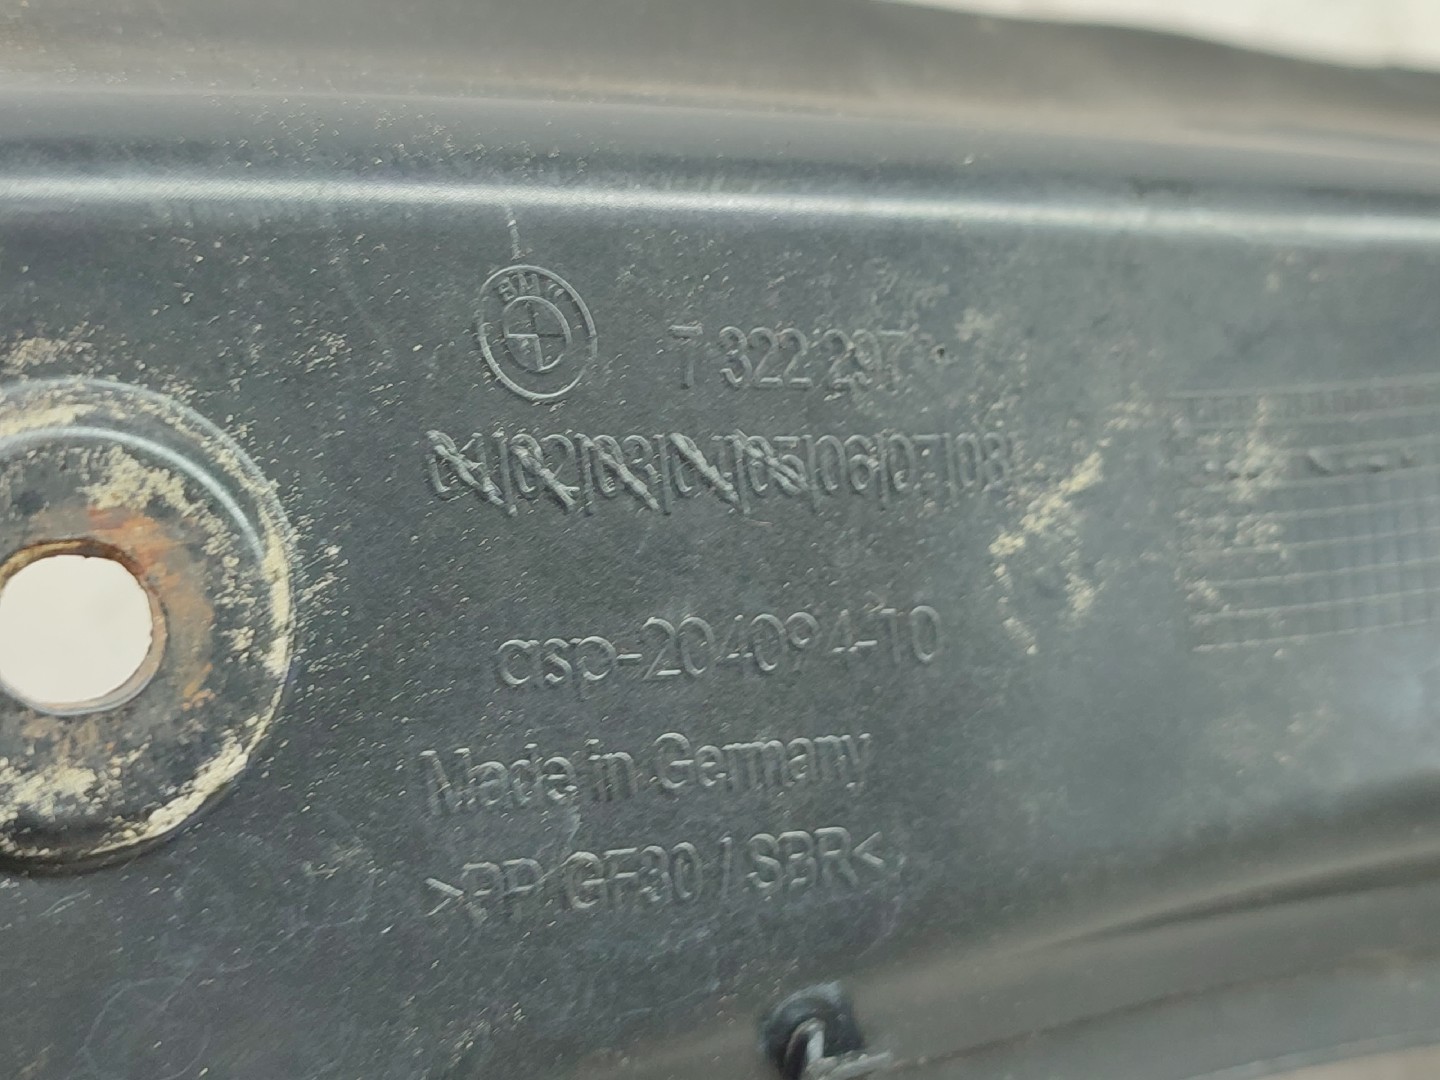 BMW 7 322 297
01|02|03|04|05|06|07|08|
asp-204094-10
Made in Germany
>PP GF30 / SBR<